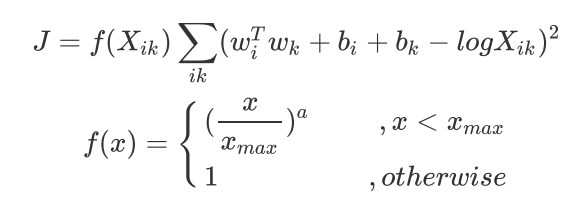 J = f(X_{ik}) \sum_{ik} (w_i^T w_k + b_i + b_k - logX_{ik})^2
f(x) = \begin{cases} (\frac{x}{x_{max}})^a & , x < x_{max} \\ 1 & , otherwise \end{cases}